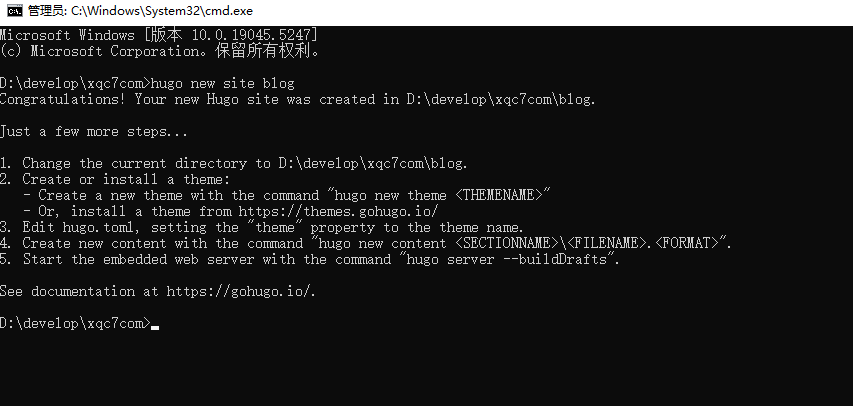 管理员: C:\Windows\System32\cmd.exe
Microsoft Windows [版本 10.0.19045.5247]
(c) Microsoft Corporation。保留所有权利。
D:\develop\xqc7com>hugo new site blog
Congratulations! Your new Hugo site was created in D:\develop\xqc7com\blog.
Just a few more steps...
1. Change the current directory to D:\develop\xqc7com\blog.
2. Create or install a theme:
- Create a new theme with the command "hugo new theme <THEMENAME>"
- Or, install a theme from https://themes.gohugo.io/
3. Edit hugo.toml, setting the "theme" property to the theme name.
4. Create new content with the command "hugo new content <SECTIONNAME>\<FILENAME>.<FORMAT>".
5. Start the embedded web server with the command "hugo server --buildDrafts".
See documentation at https://gohugo.io/.
D:\develop\xqc7com>